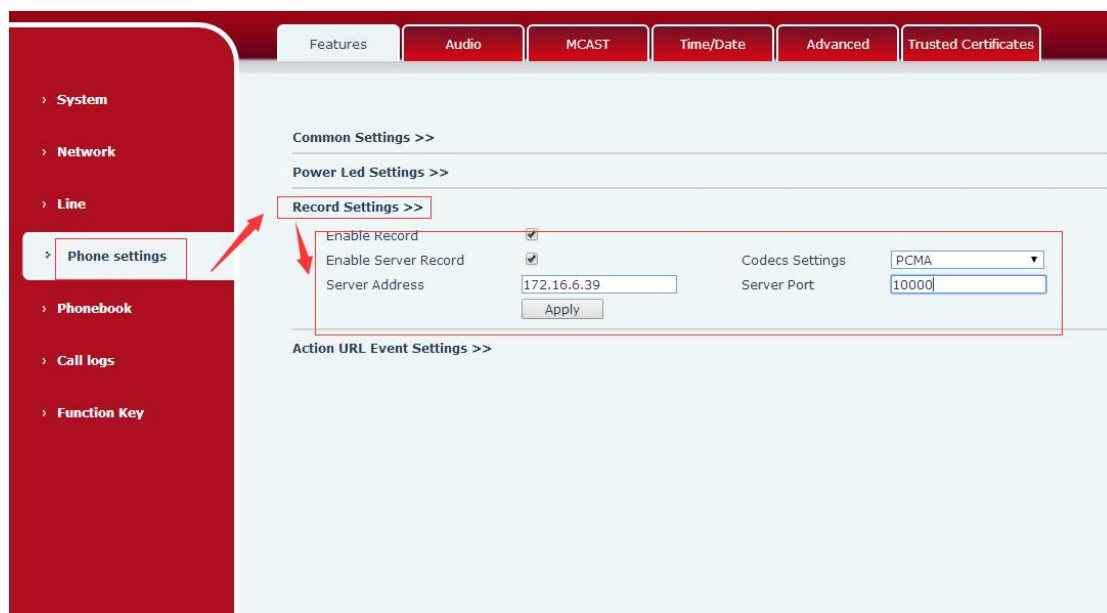 Features Audio MCAST Time/Date Advanced Trusted Certificates
› System
› Network
› Line
› Phone settings
› Phonebook
› Call logs
› Function Key
Common Settings >>
Power Led Settings >>
Record Settings >>
Enable Record
Enable Server Record Codecs Settings PCMA
Server Address 172.16.6.39 Server Port 10000
Apply
Action URL Event Settings >>